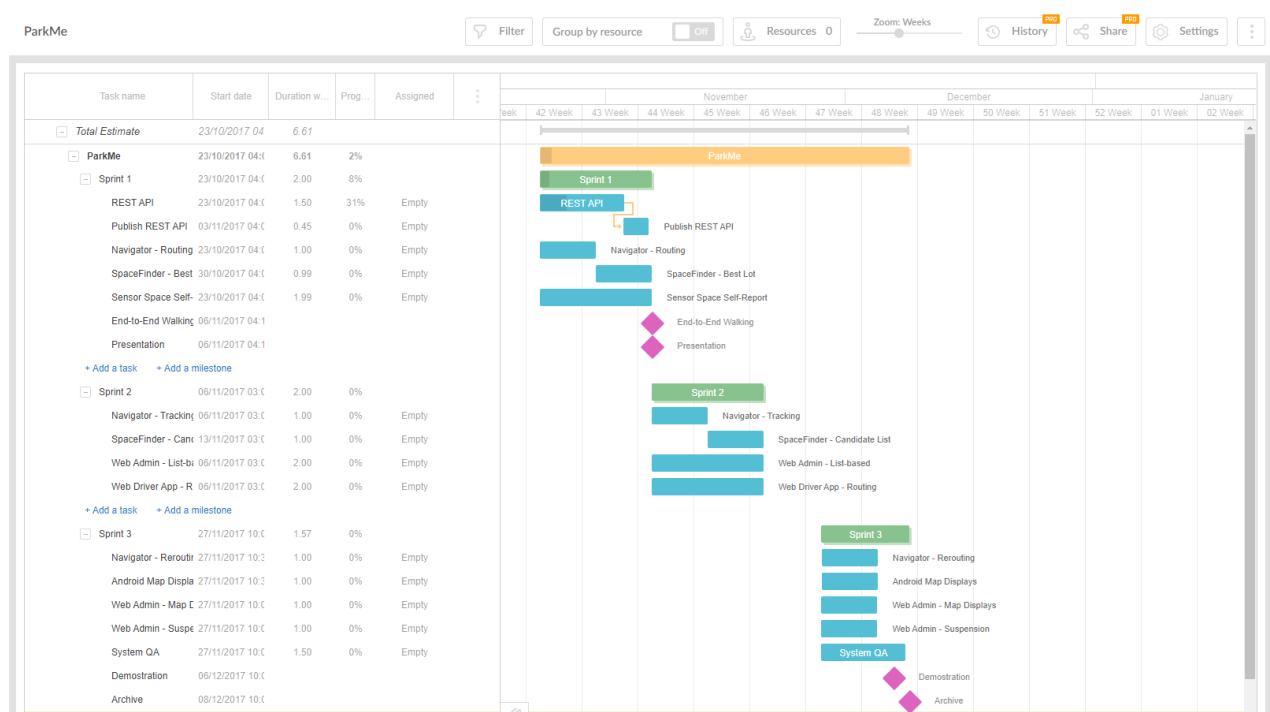 ParkMe Filter Group by resource Off Resources 0 Zoom: Weeks History PRO Share PRO Settings
Task name Start date Duration w... Prog... Assigned
November December January
eek 42 Week 43 Week 44 Week 45 Week 46 Week 47 Week 48 Week 49 Week 50 Week 51 Week 52 Week 01 Week 02 Week
Total Estimate 23/10/2017 04 6.61
ParkMe 23/10/2017 04:0 6.61 2% ParkMe
Sprint 1 23/10/2017 04:0 2.00 8% Sprint 1
REST API 23/10/2017 04:0 1.50 31% Empty REST API
Publish REST API 03/11/2017 04:0 0.45 0% Empty Publish REST API
Navigator - Routing 23/10/2017 04:0 1.00 0% Empty Navigator - Routing
SpaceFinder - Best 30/10/2017 04:0 0.99 0% Empty SpaceFinder - Best Lot
Sensor Space Self- 23/10/2017 04:0 1.99 0% Empty Sensor Space Self-Report
End-to-End Walking 06/11/2017 04:1 End-to-End Walking
Presentation 06/11/2017 04:1 Presentation
+ Add a task + Add a milestone
Sprint 2 06/11/2017 03:0 2.00 0% Sprint 2
Navigator - Tracking 06/11/2017 03:0 1.00 0% Empty Navigator - Tracking
SpaceFinder - Cand 13/11/2017 03:0 1.00 0% Empty SpaceFinder - Candidate List
Web Admin - List-ba 06/11/2017 03:0 2.00 0% Empty Web Admin - List-based
Web Driver App - R 06/11/2017 03:0 2.00 0% Empty Web Driver App - Routing
+ Add a task + Add a milestone
Sprint 3 27/11/2017 10:0 1.57 0% Sprint 3
Navigator - Reroutin 27/11/2017 10:3 1.00 0% Empty Navigator - Rerouting
Android Map Displa 27/11/2017 10:3 1.00 0% Empty Android Map Displays
Web Admin - Map D 27/11/2017 10:0 1.00 0% Empty Web Admin - Map Displays
Web Admin - Suspe 27/11/2017 10:0 1.00 0% Empty Web Admin - Suspension
System QA 27/11/2017 10:0 1.50 0% Empty System QA
Demostration 06/12/2017 10:0 Demostration
Archive 08/12/2017 10:0 Archive